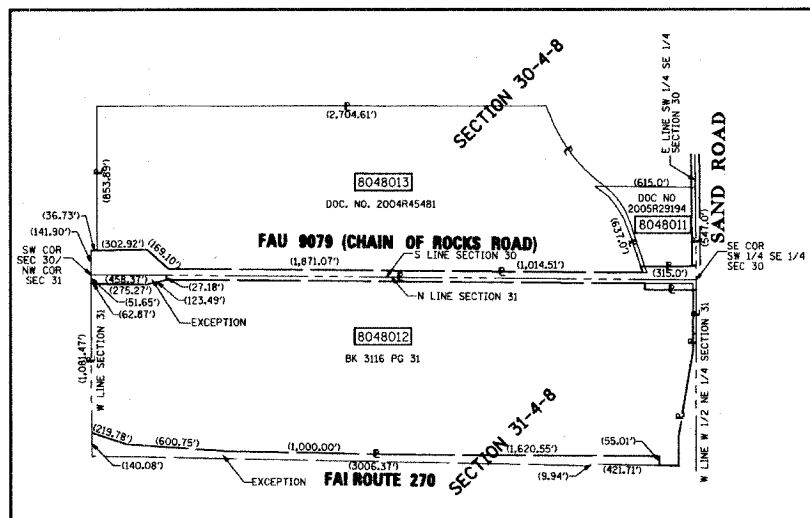 SECTION 30-4-8
E LINE SW 1/4 SE 1/4
SECTION 30
SAND ROAD
(2,704.61')
(853.89')
8048013
DOC. NO. 2004R45481
(615.0')
DOC NO
2005R29194
8048011
(547.0')
(637.0')
(36.73')
(141.90')
(302.92')
(169.10')
FAU 9079 (CHAIN OF ROCKS ROAD)
SW COR
SEC 30/
NW COR
SEC 31
(1,871.07')
S LINE SECTION 30
(1,014.51')
(315.0')
SE COR
SW 1/4 SE 1/4
SEC 30
(458.37')
(275.27')
(51.65')
(62.87')
(27.18')
(123.49')
EXCEPTION
N LINE SECTION 31
8048012
BK 3116 PG 31
(1,081.47')
W LINE SECTION 31
W LINE W 1/2 NE 1/4 SECTION 31
SECTION 31-4-8
(219.78')
(600.75')
(1,000.00')
(1,620.55')
(55.01')
(140.08')
EXCEPTION
(3006.37')
FAI ROUTE 270
(9.94')
(421.71')